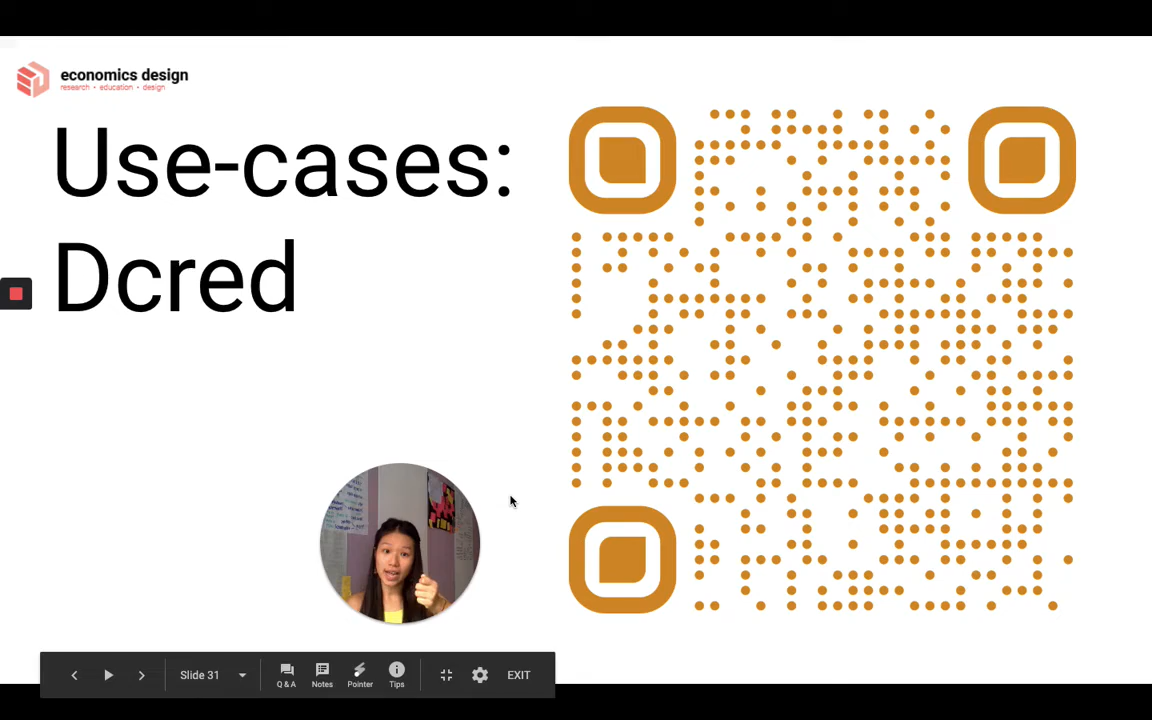 economics design
research • education • design
Use-cases:
Dcred
Slide 31
Q & A
Notes
Pointer
Tips
EXIT